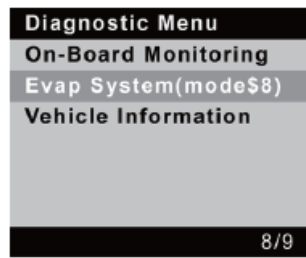 Diagnostic Menu
On-Board Monitoring
Evap System(mode$8)
Vehicle Information
8/9